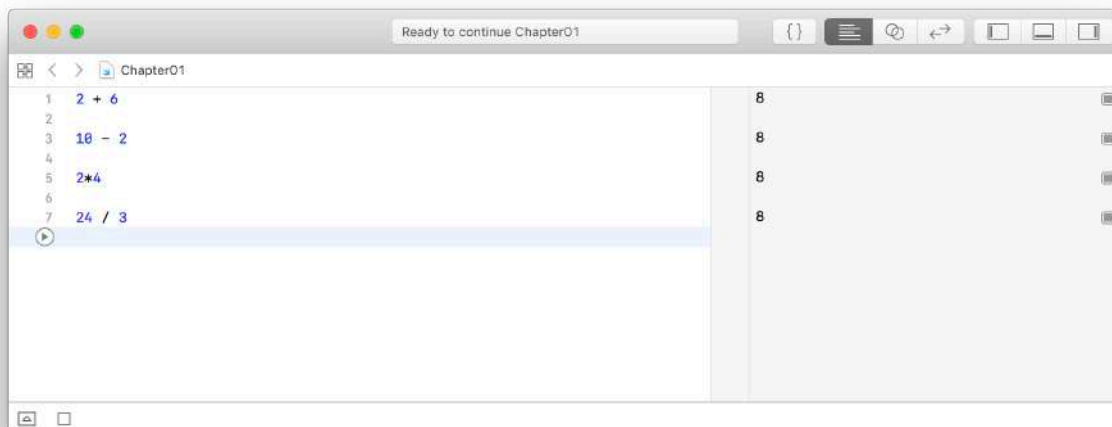 Ready to continue Chapter01
{}
Chapter01
1 2 + 6 8
2
3 10 - 2 8
4
5 2*4 8
6
7 24 / 3 8